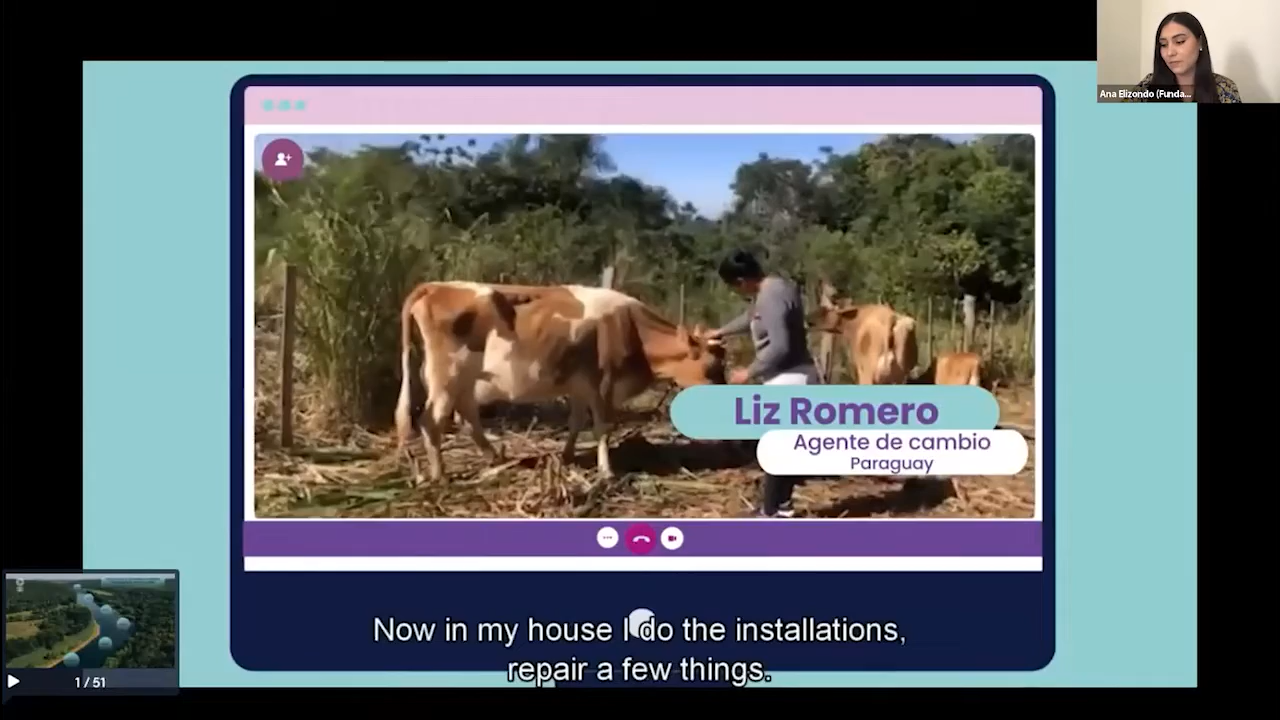 Ana Elizondo (Funda...
Liz Romero
Agente de cambio
Paraguay
Now in my house I do the installations,
repair a few things.
1 / 51